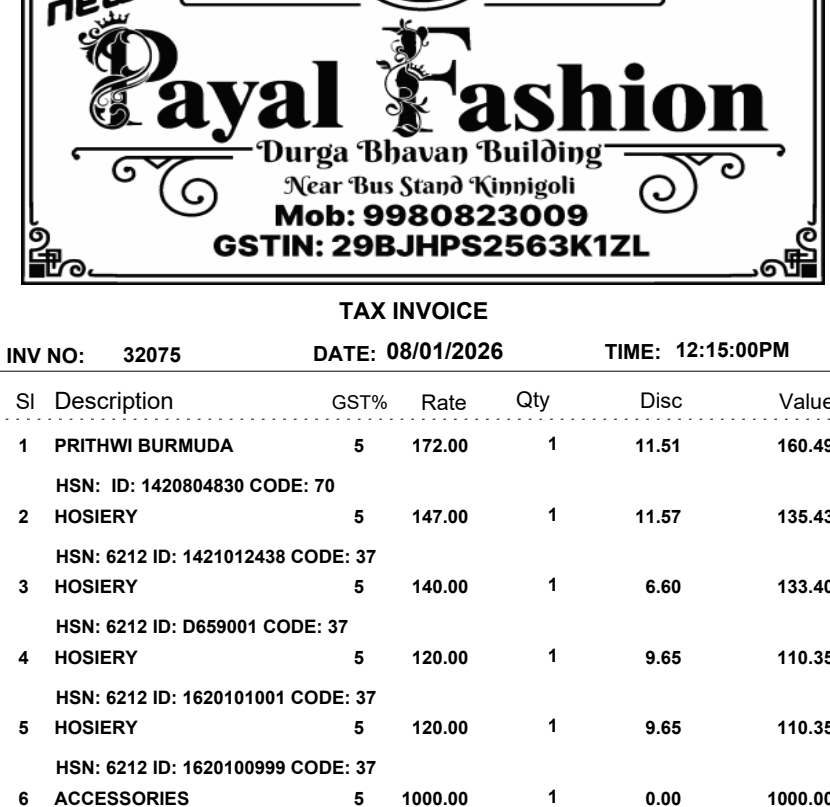 new
Payal Fashion
Durga Bhavan Building
Near Bus Stand Kinnigoli
Mob: 9980823009
GSTIN: 29BJHPS2563K1ZL
TAX INVOICE
INV NO: 32075 DATE: 08/01/2026 TIME: 12:15:00PM
Sl Description GST% Rate Qty Disc Value
1 PRITHWI BURMUDA 5 172.00 1 11.51 160.49
HSN: ID: 1420804830 CODE: 70
2 HOSIERY 5 147.00 1 11.57 135.43
HSN: 6212 ID: 1421012438 CODE: 37
3 HOSIERY 5 140.00 1 6.60 133.40
HSN: 6212 ID: D659001 CODE: 37
4 HOSIERY 5 120.00 1 9.65 110.35
HSN: 6212 ID: 1620101001 CODE: 37
5 HOSIERY 5 120.00 1 9.65 110.35
HSN: 6212 ID: 1620100999 CODE: 37
6 ACCESSORIES 5 1000.00 1 0.00 1000.00